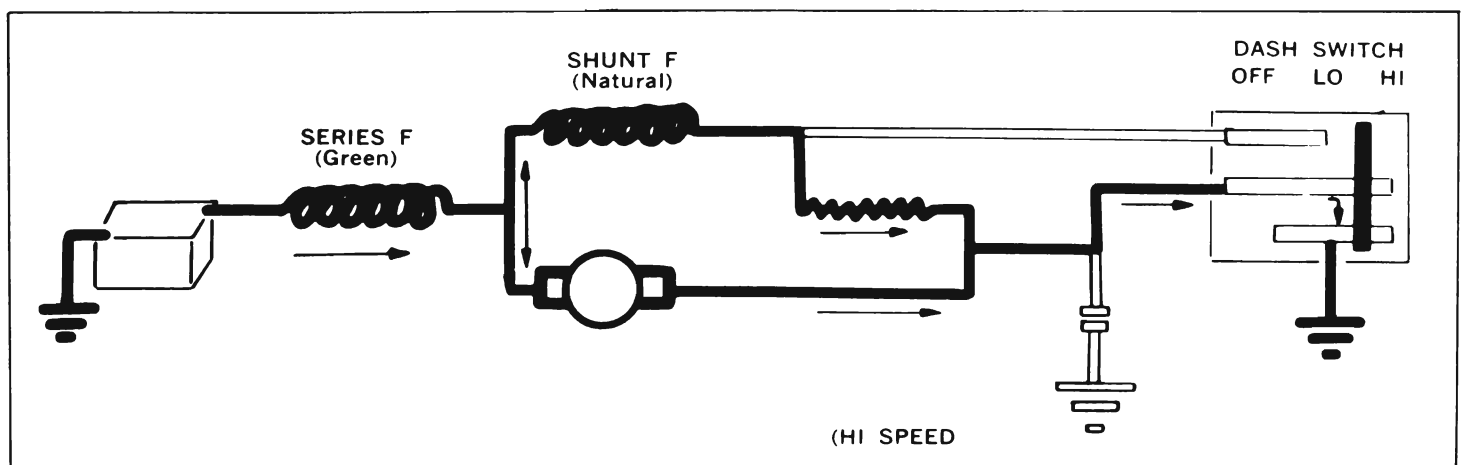 SHUNT F
(Natural)
SERIES F
(Green)
DASH SWITCH
OFF LO HI
(HI SPEED